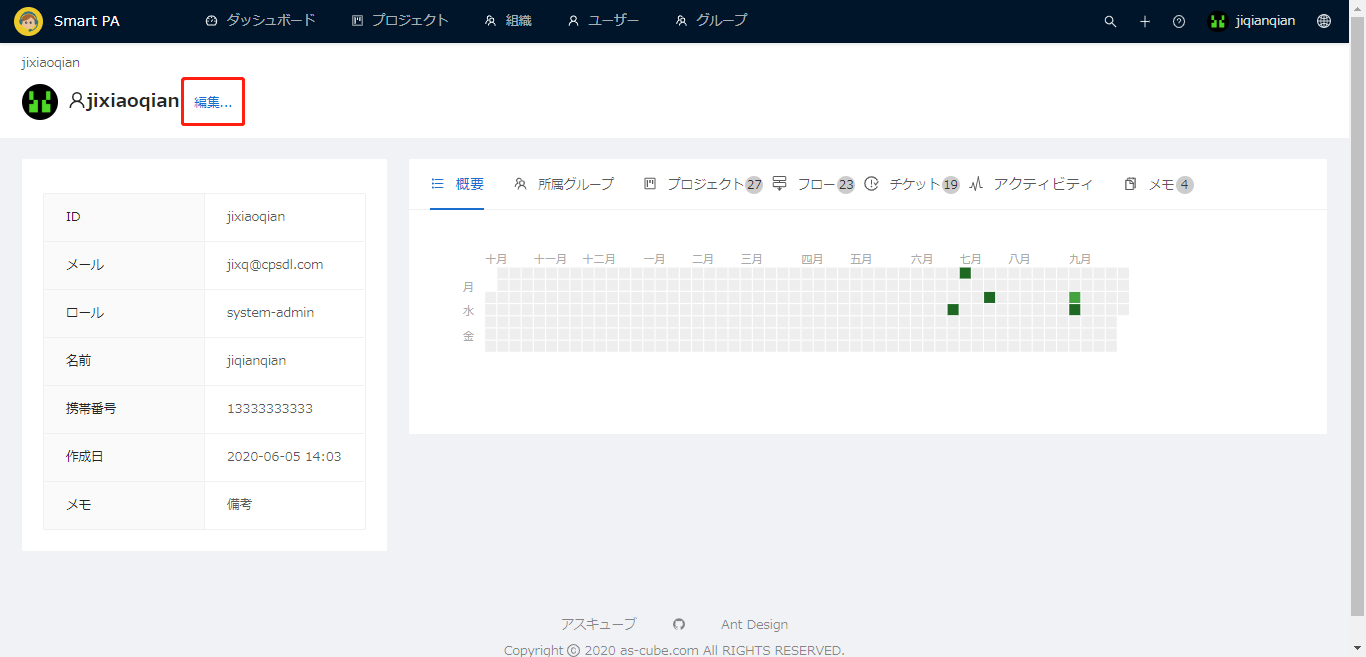 Smart PA ダッシュボード プロジェクト 組織 ユーザー グループ jiqianqian
jixiaoqian
jixiaoqian 編集...
ID jixiaoqian
メール jixq@cpsdl.com
ロール system-admin
名前 jiqianqian
携帯番号 13333333333
作成日 2020-06-05 14:03
メモ 備考
概要 所属グループ プロジェクト 27 フロー 23 チケット 19 アクティビティ メモ 4
十月 十一月 十二月 一月 二月 三月 四月 五月 六月 七月 八月 九月
月
水
金
アスキューブ Ant Design
Copyright © 2020 as-cube.com All RIGHTS RESERVED.